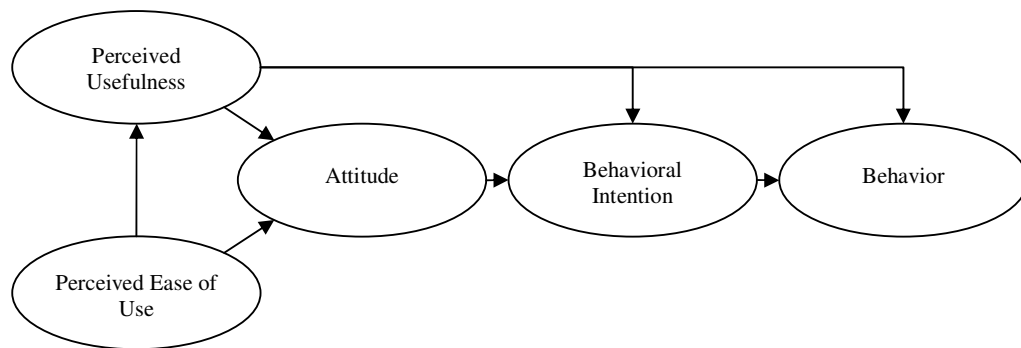 Perceived
Usefulness
Attitude
Behavioral
Intention
Behavior
Perceived Ease of
Use